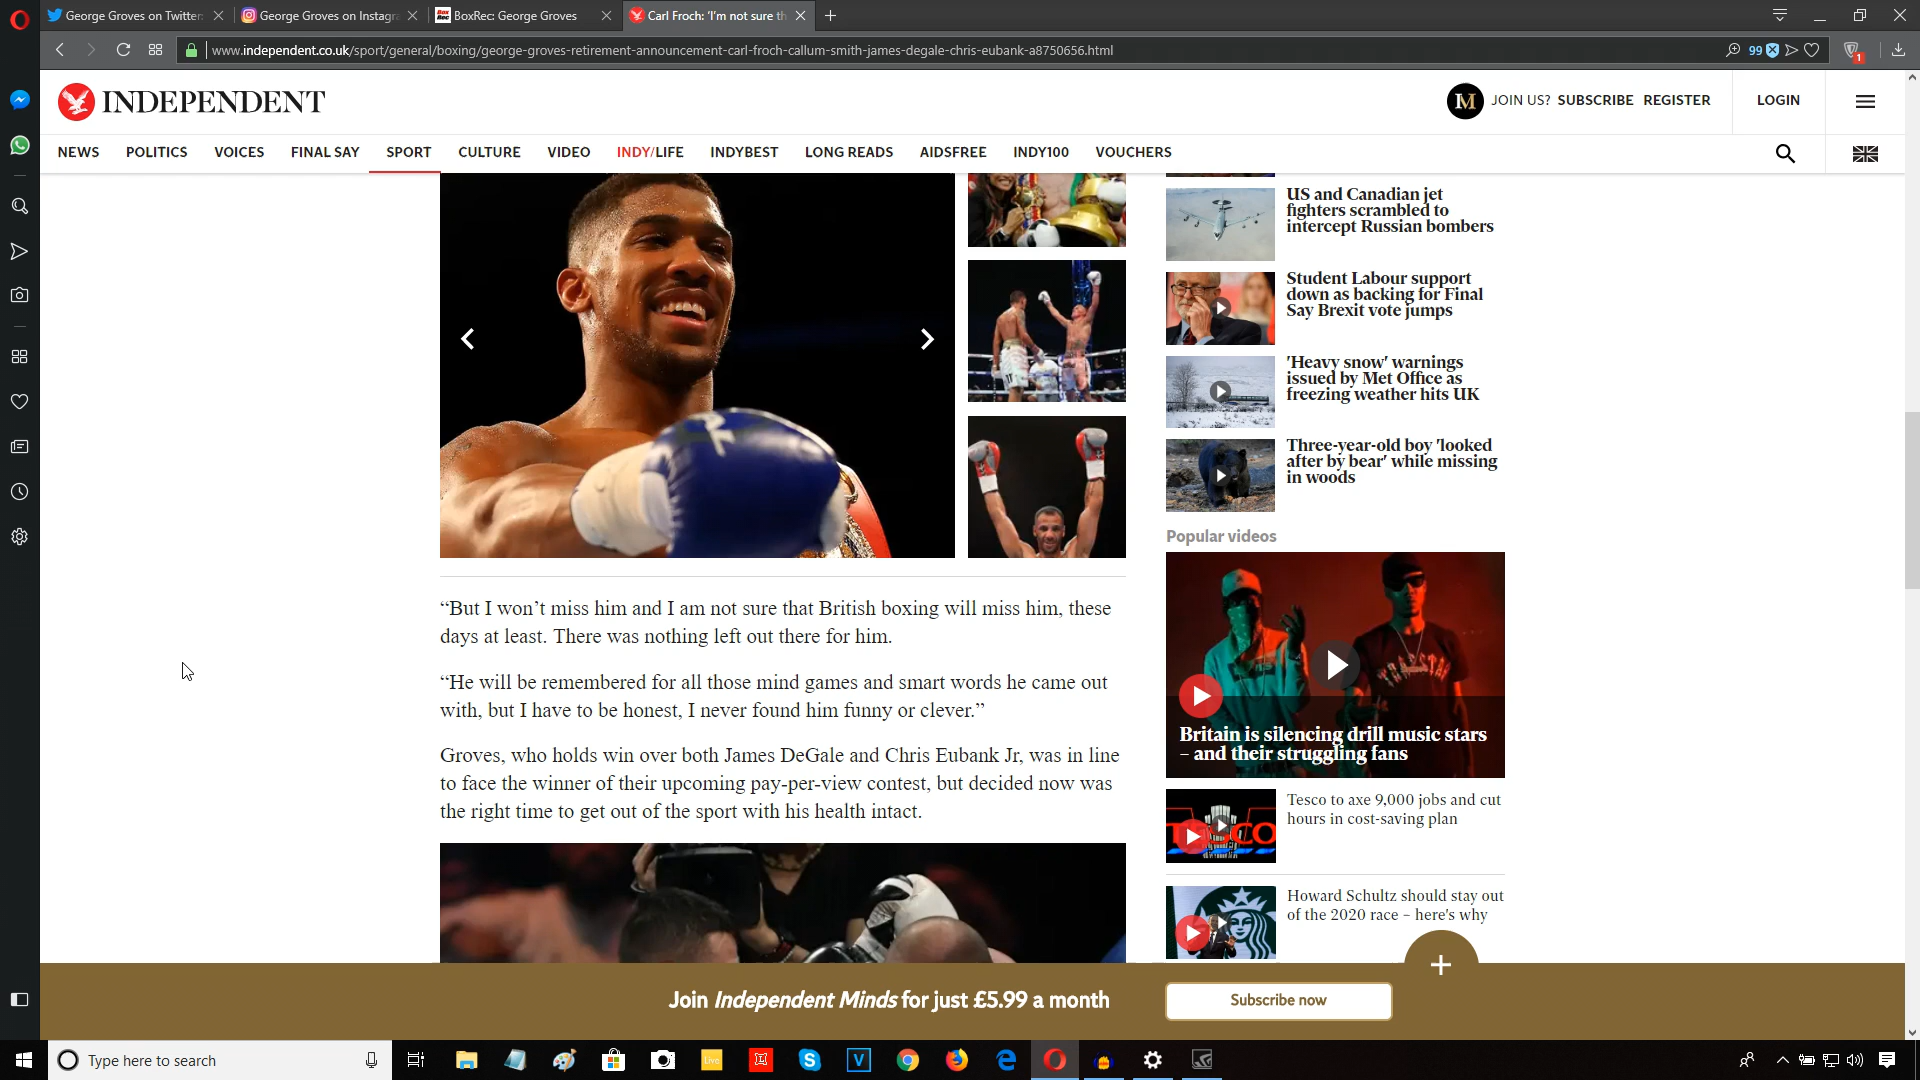 George Groves on Twitter:
George Groves on Instagra
BoxRec: George Groves
Carl Froch: 'I'm not sure th
www.independent.co.uk/sport/general/boxing/george-groves-retirement-announcement-carl-froch-callum-smith-james-degale-chris-eubank-a8750656.html
99
1
INDEPENDENT
M
JOIN US? SUBSCRIBE REGISTER
LOGIN
NEWS
POLITICS
VOICES
FINAL SAY
SPORT
CULTURE
VIDEO
INDY/LIFE
INDYBEST
LONG READS
AIDSFREE
INDY100
VOUCHERS
“But I won’t miss him and I am not sure that British boxing will miss him, these
days at least. There was nothing left out there for him.
“He will be remembered for all those mind games and smart words he came out
with, but I have to be honest, I never found him funny or clever.”
Groves, who holds win over both James DeGale and Chris Eubank Jr, was in line
to face the winner of their upcoming pay-per-view contest, but decided now was
the right time to get out of the sport with his health intact.
US and Canadian jet
fighters scrambled to
intercept Russian bombers
Student Labour support
down as backing for Final
Say Brexit vote jumps
'Heavy snow' warnings
issued by Met Office as
freezing weather hits UK
Three-year-old boy 'looked
after by bear' while missing
in woods
Popular videos
Britain is silencing drill music stars
– and their struggling fans
Tesco to axe 9,000 jobs and cut
hours in cost-saving plan
Howard Schultz should stay out
of the 2020 race – here's why
Join Independent Minds for just £5.99 a month
Subscribe now
Type here to search